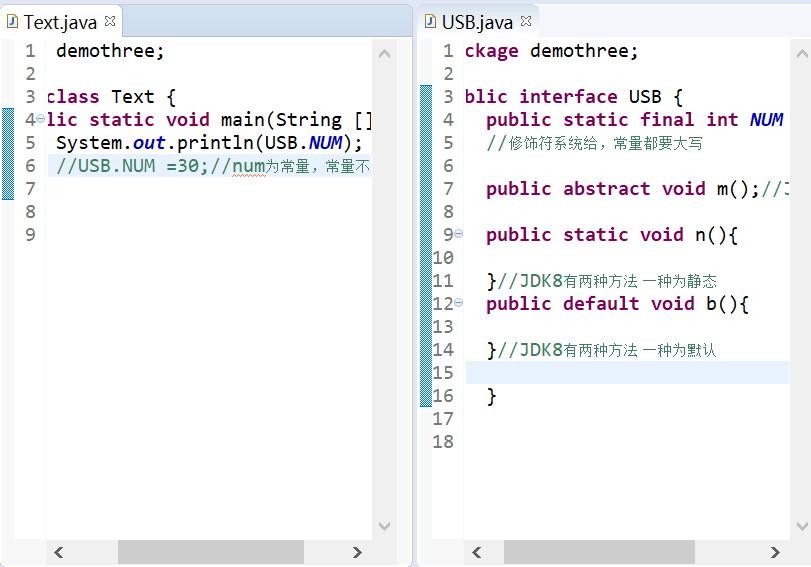 Text.java
1 demothree;
2
3 class Text {
4 lic static void main(String []
5 System.out.println(USB.NUM);
6 //USB.NUM =30;//num为常量，常量不
7
8
9
USB.java
1 ckage demothree;
2
3 blic interface USB {
4 public static final int NUM
5 //修饰符系统给，常量都要大写
6
7 public abstract void m();//J
8
9 public static void n(){
10
11 }//JDK8有两种方法 一种为静态
12 public default void b(){
13
14 }//JDK8有两种方法 一种为默认
15
16 }
17
18